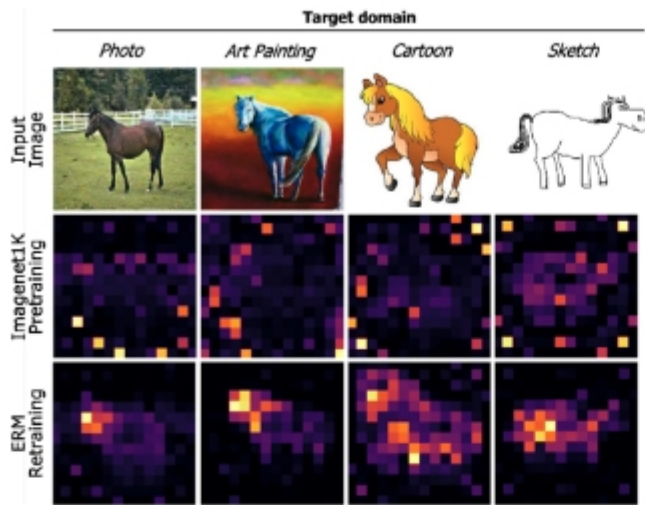 Target domain
Photo Art Painting Cartoon Sketch
Input Image
Imagenet1K Pretraining
ERM Retraining